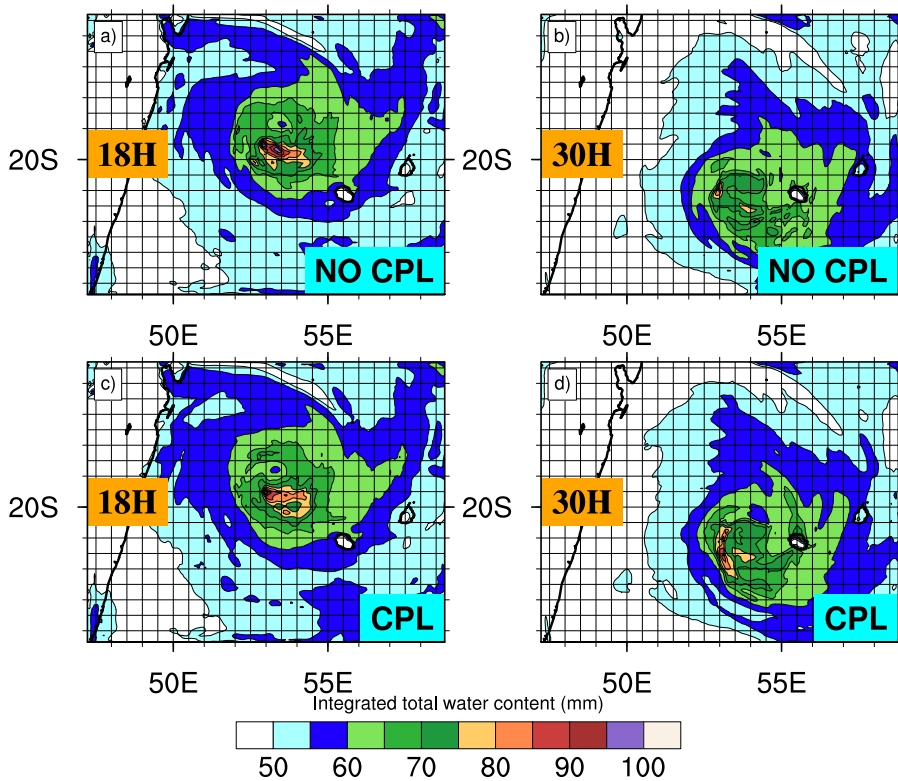 a)
b)
20S
18H
20S
30H
NO CPL
NO CPL
50E
55E
50E
55E
c)
d)
20S
18H
20S
30H
CPL
CPL
50E
55E
50E
55E
Integrated total water content (mm)
50
60
70
80
90
100